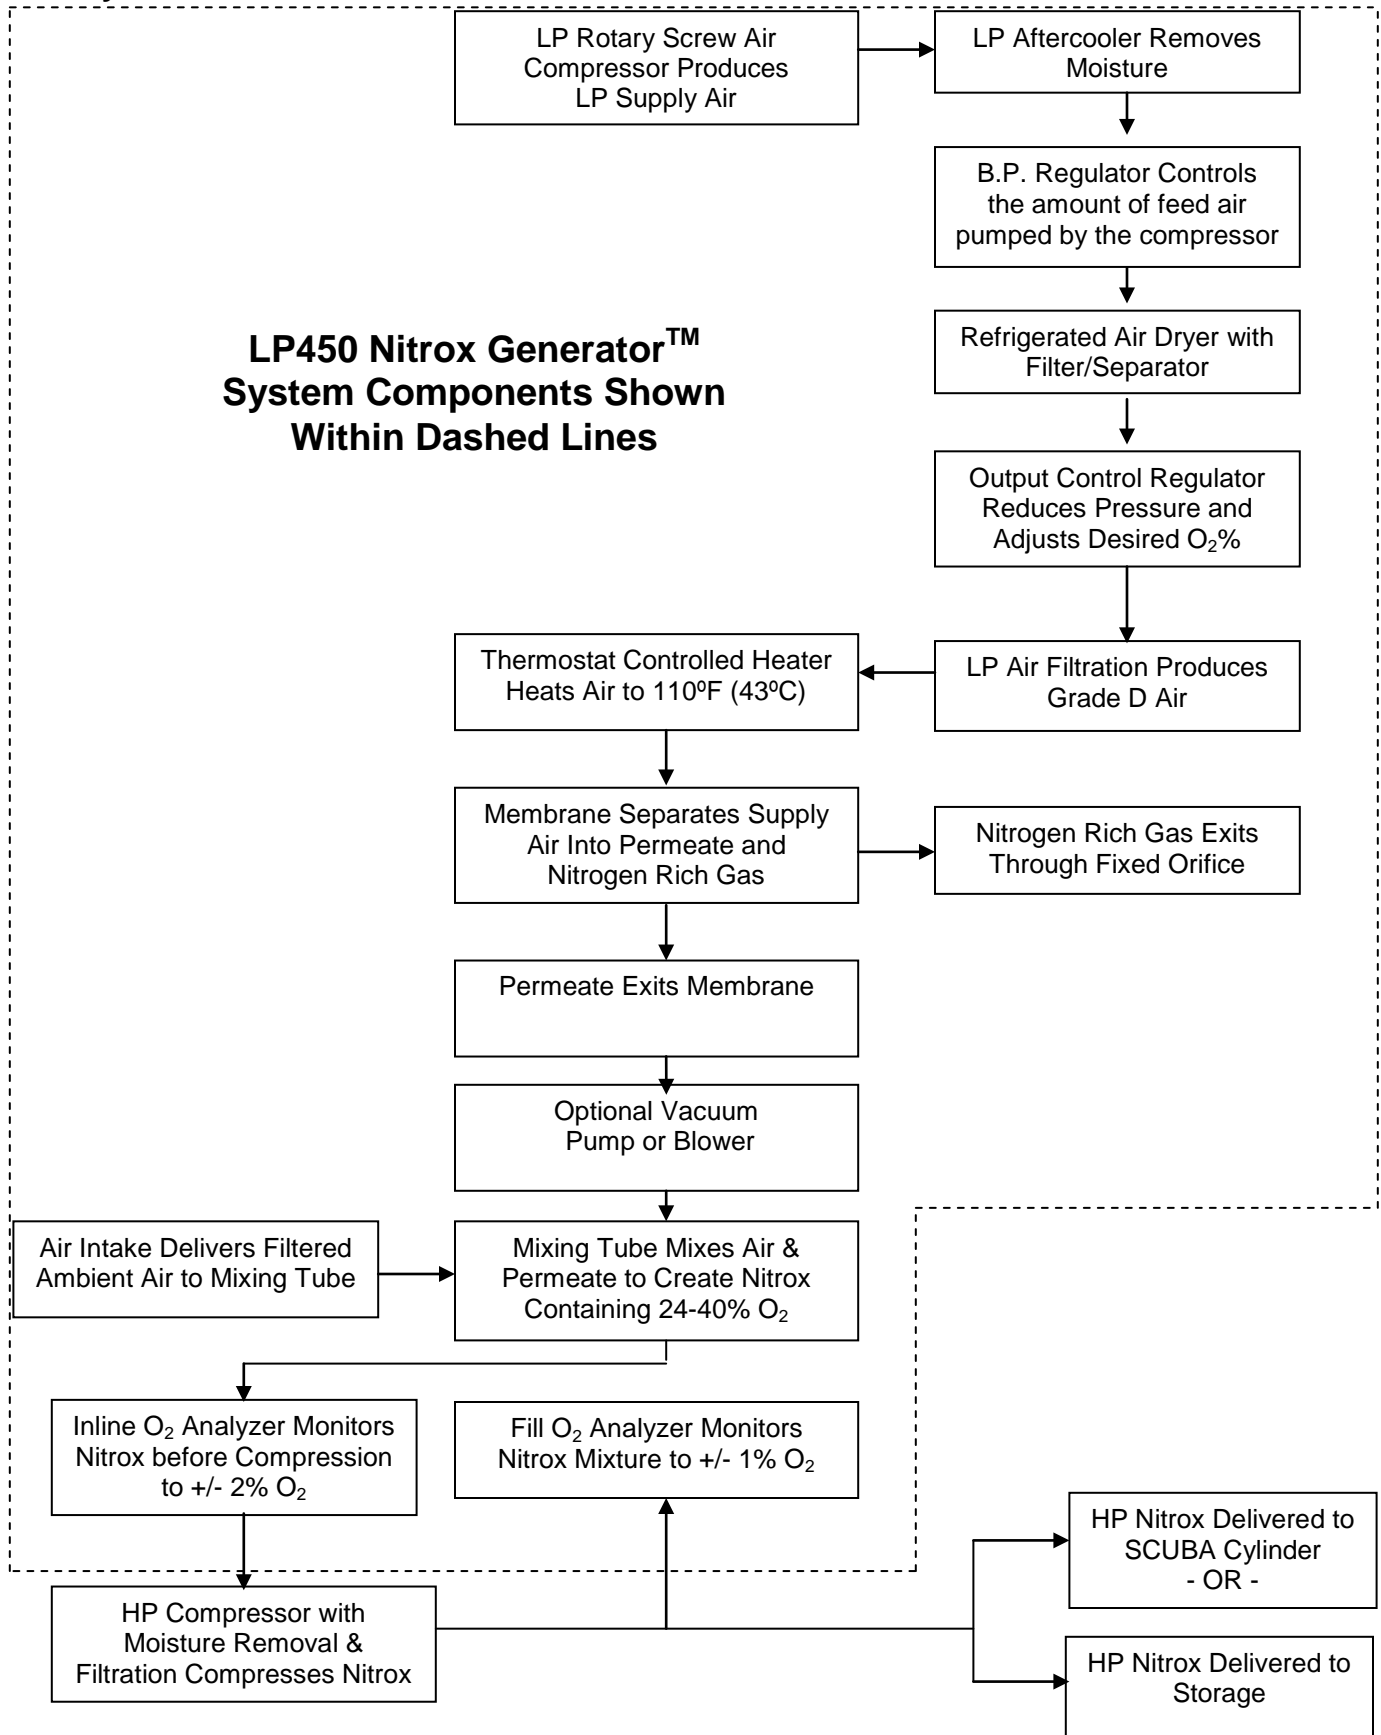 LP Rotary Screw Air
Compressor Produces
LP Supply Air
LP Aftercooler Removes
Moisture
B.P. Regulator Controls
the amount of feed air
pumped by the compressor
Refrigerated Air Dryer with
Filter/Separator
LP450 Nitrox Generator™
System Components Shown
Within Dashed Lines
Output Control Regulator
Reduces Pressure and
Adjusts Desired O₂%
LP Air Filtration Produces
Grade D Air
Thermostat Controlled Heater
Heats Air to 110ºF (43ºC)
Membrane Separates Supply
Air Into Permeate and
Nitrogen Rich Gas
Nitrogen Rich Gas Exits
Through Fixed Orifice
Permeate Exits Membrane
Optional Vacuum
Pump or Blower
Air Intake Delivers Filtered
Ambient Air to Mixing Tube
Mixing Tube Mixes Air &
Permeate to Create Nitrox
Containing 24-40% O₂
Inline O₂ Analyzer Monitors
Nitrox before Compression
to +/- 2% O₂
Fill O₂ Analyzer Monitors
Nitrox Mixture to +/- 1% O₂
HP Compressor with
Moisture Removal &
Filtration Compresses Nitrox
HP Nitrox Delivered to
SCUBA Cylinder
- OR -
HP Nitrox Delivered to
Storage